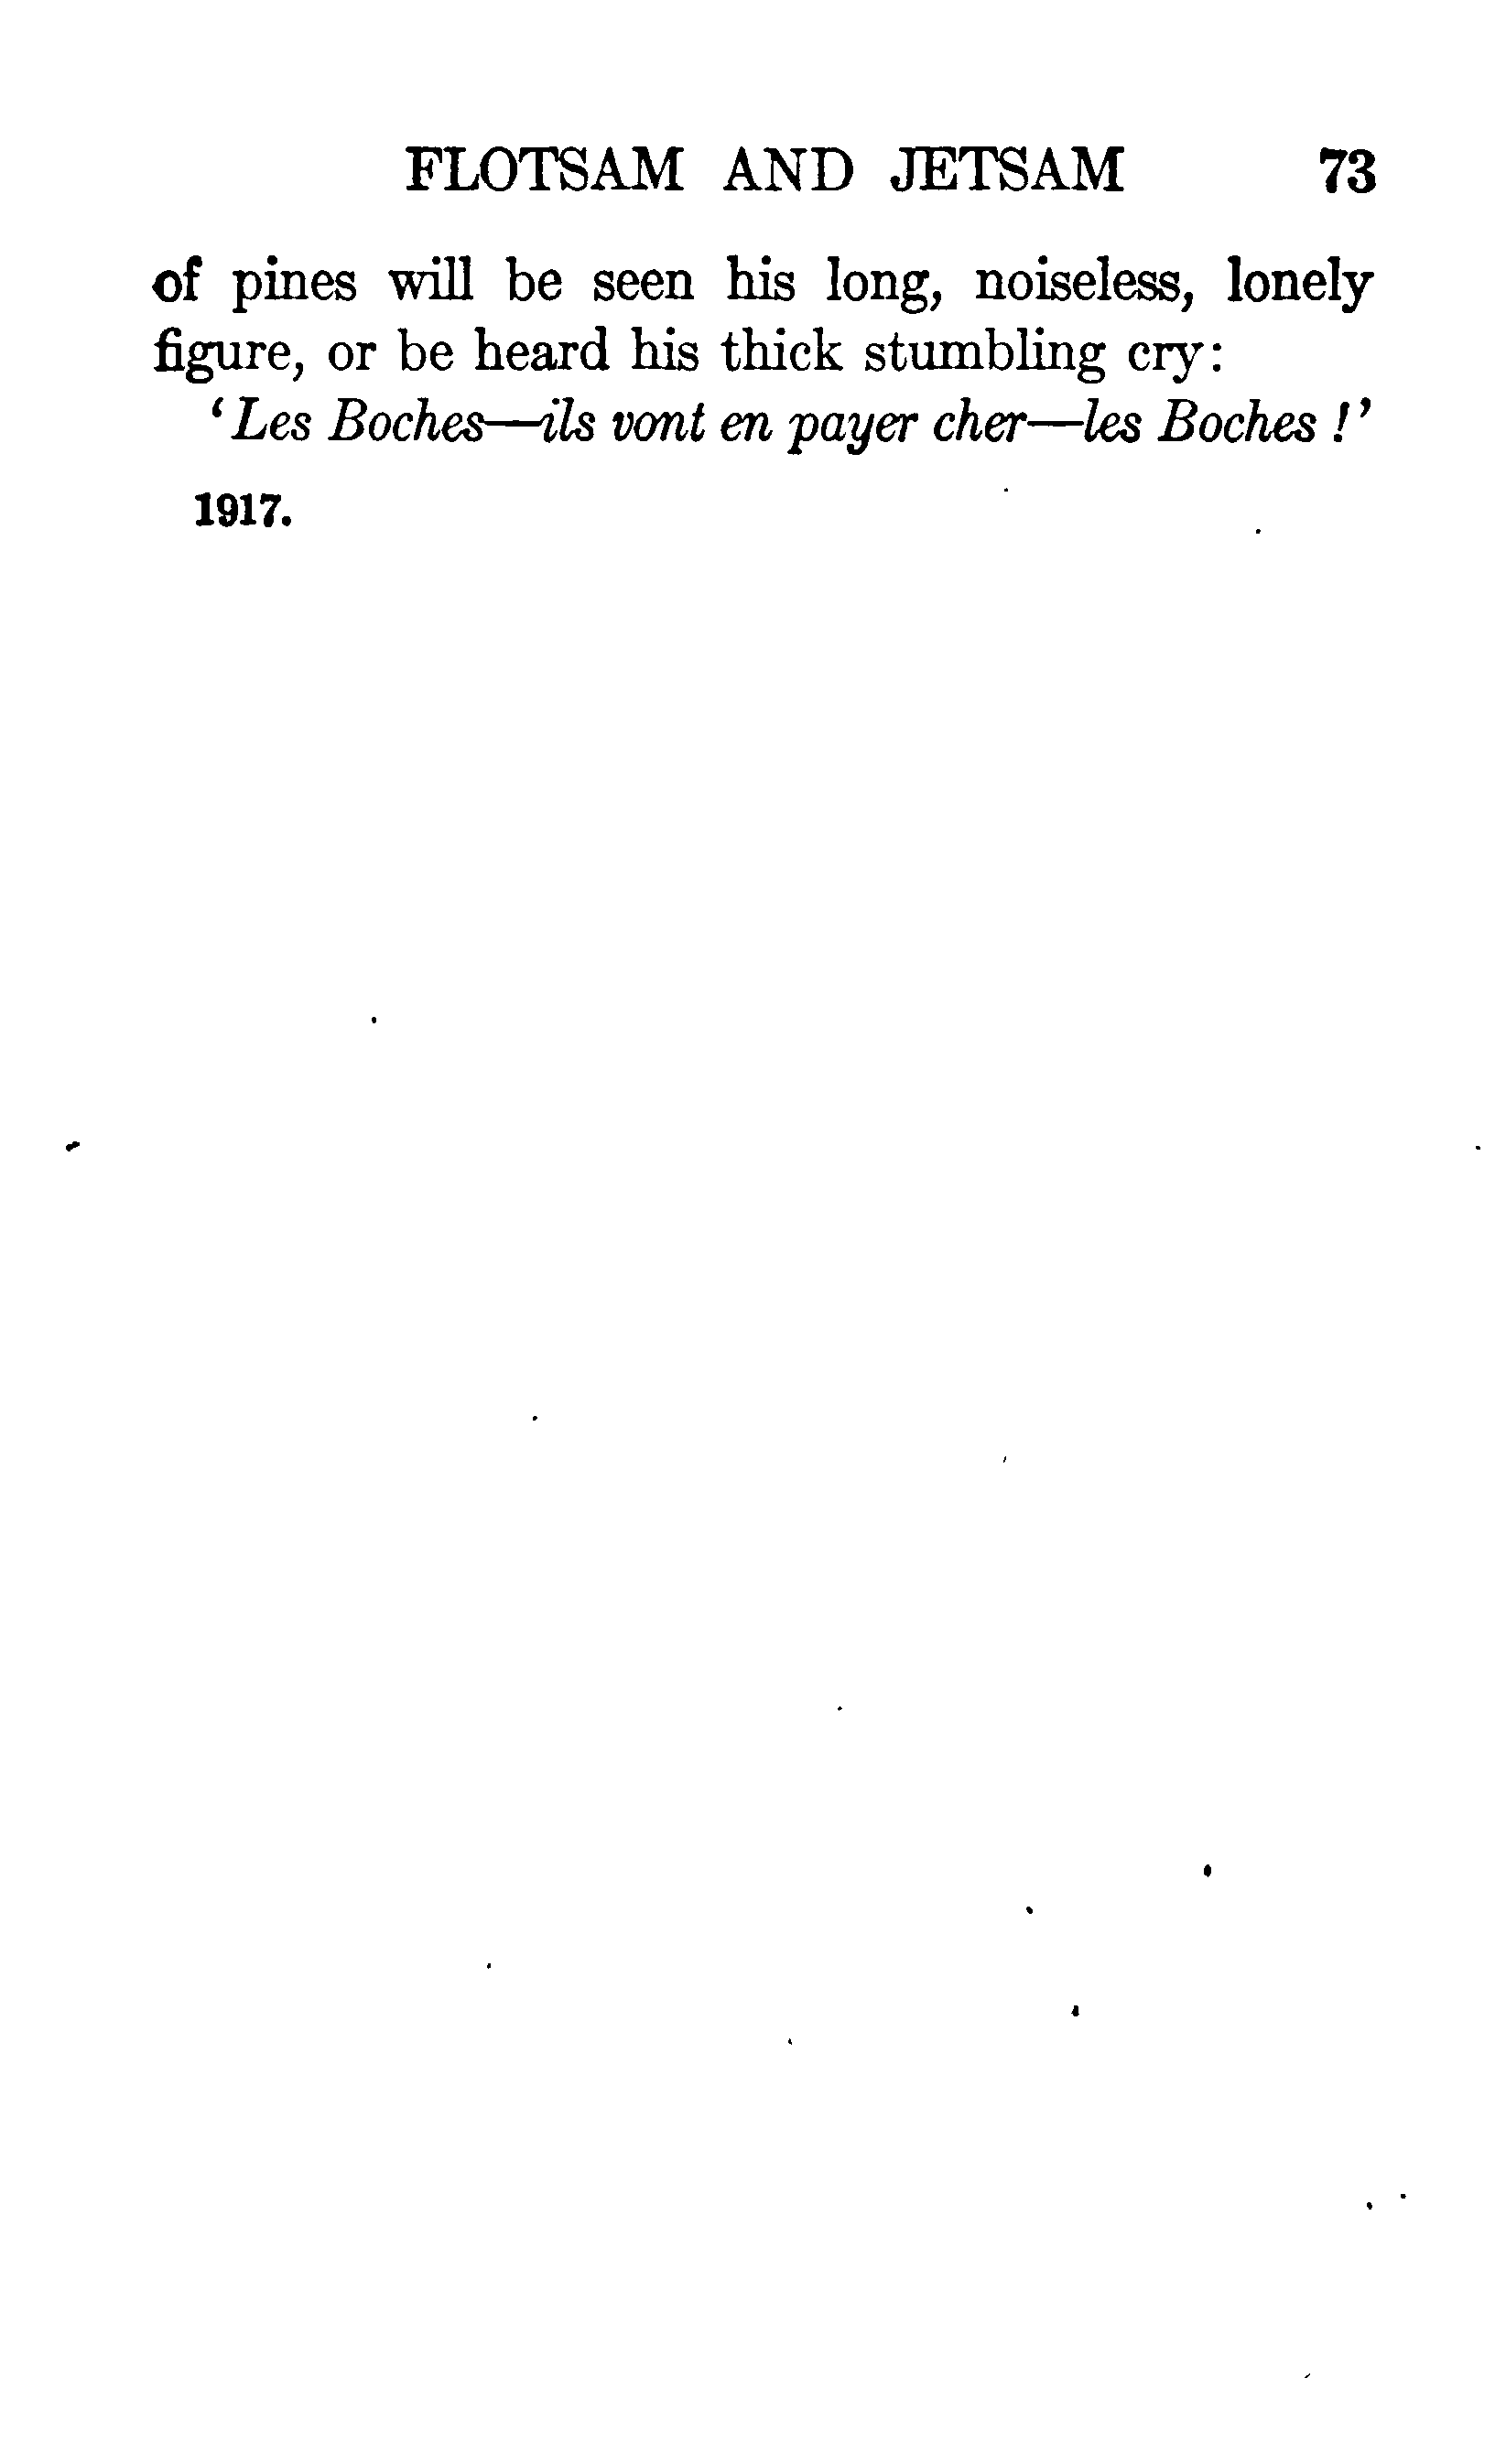 FLOTSAM AND JETSAM 73
of pines will be seen his long, noiseless, lonely
figure, or be heard his thick stumbling cry:
‘Les Boches—ils vont en payer cher—les Boches !’
1917.